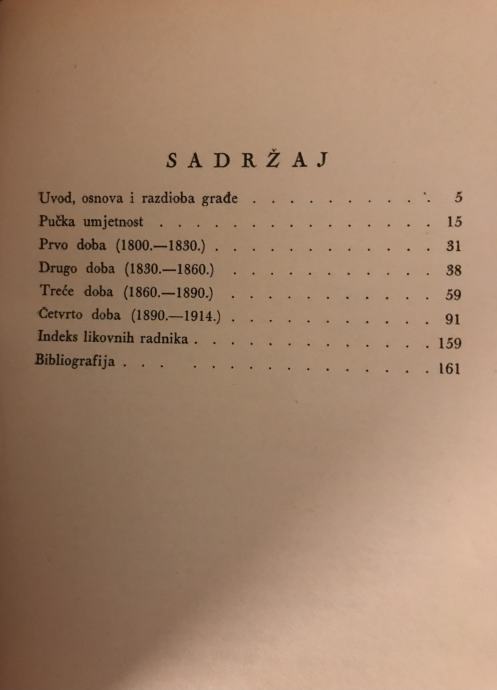 SADRŽAJ
Uvod, osnova i razdioba građe . . . . . . . . . . 5
Pučka umjetnost . . . . . . . . . . . . . . . 15
Prvo doba (1800.—1830.) . . . . . . . . . . . . 31
Drugo doba (1830.—1860.) . . . . . . . . . . . 38
Treće doba (1860.—1890.) . . . . . . . . . . . 59
Četvrto doba (1890.—1914.) . . . . . . . . . . . 91
Indeks likovnih radnika . . . . . . . . . . . . . 159
Bibliografija . . . . . . . . . . . . . . . . 161